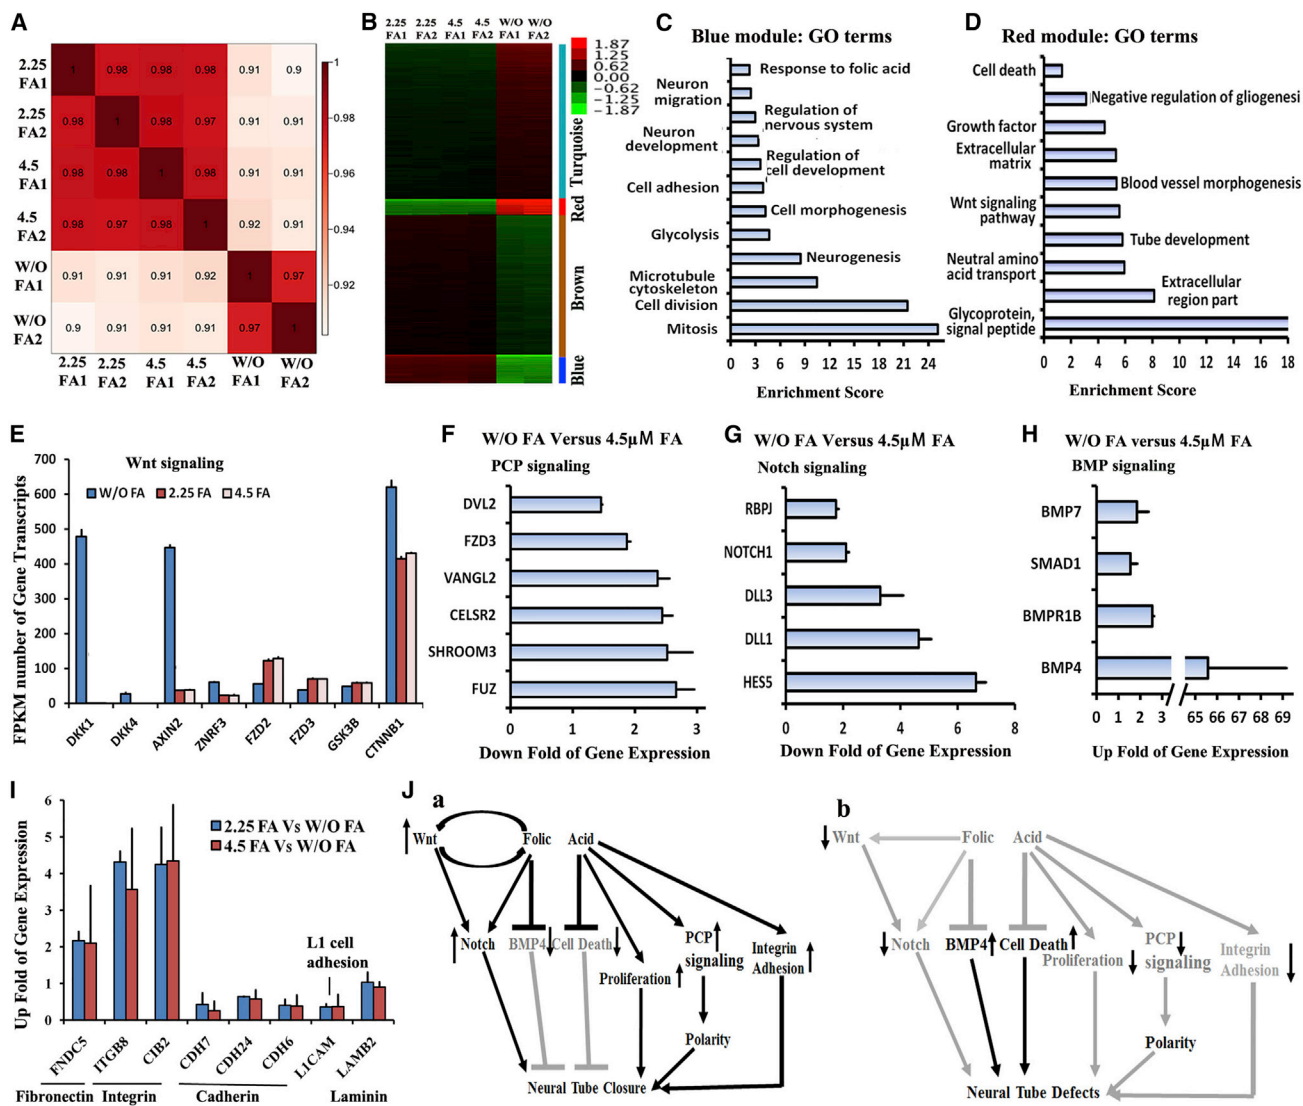 A
2.25 FA1
2.25 FA2
4.5 FA1
4.5 FA2
W/O FA1
W/O FA2
1 0.98 0.98 0.98 0.91 0.9
0.98 1 0.98 0.97 0.91 0.91
0.98 0.98 1 0.98 0.91 0.91
0.98 0.97 0.98 1 0.92 0.91
0.91 0.91 0.91 0.92 1 0.97
0.9 0.91 0.91 0.91 0.97 1
2.25 2.25 4.5 4.5 W/O W/O
FA1 FA2 FA1 FA2 FA1 FA2
1
0.98
0.96
0.94
0.92
B
2.25 2.25 4.5 4.5 W/O W/O
FA1 FA2 FA1 FA2 FA1 FA2
1.87
1.25
0.62
0.00
-0.62
-1.25
-1.87
Turquoise
Red
Brown
Blue
C
Blue module: GO terms
Response to folic acid
Neuron
migration
Regulation of
nervous system
Neuron
development
Regulation of
cell development
Cell adhesion
Cell morphogenesis
Glycolysis
Neurogenesis
Microtubule
cytoskeleton
Cell division
Mitosis
0 3 6 9 12 15 18 21 24
Enrichment Score
D
Red module: GO terms
Cell death
Negative regulation of gliogenesi
Growth factor
Extracellular
matrix
Blood vessel morphogenesis
Wnt signaling
pathway
Tube development
Neutral amino
acid transport
Extracellular
region part
Glycoprotein,
signal peptide
0 2 4 6 8 10 12 14 16 18
Enrichment Score
E
Wnt signaling
W/O FA 2.25 FA 4.5 FA
FPKM number of Gene Transcripts
700
600
500
400
300
200
100
0
DKK1 DKK4 AXIN2 ZNRF3 FZD2 FZD3 GSK3B CTNNB1
F
W/O FA Versus 4.5µM FA
PCP signaling
DVL2
FZD3
VANGL2
CELSR2
SHROOM3
FUZ
0 1 2 3
Down Fold of Gene Expression
G
W/O FA Versus 4.5µM FA
Notch signaling
RBPJ
NOTCH1
DLL3
DLL1
HES5
0 2 4 6 8
Down Fold of Gene Expression
H
W/O FA versus 4.5µM FA
BMP signaling
BMP7
SMAD1
BMPR1B
BMP4
0 1 2 3 65 66 67 68 69
Up Fold of Gene Expression
I
Up Fold of Gene Expression
6
5
4
3
2
1
0
2.25 FA Vs W/O FA
4.5 FA Vs W/O FA
L1 cell
adhesion
FNDC5 ITGB8 CIB2 CDH7 CDH24 CDH6 L1CAM LAMB2
Fibronectin Integrin Cadherin Laminin
J
a
Wnt Folic Acid
Notch BMP4 Cell Death
Proliferation
PCP
signaling
Integrin
Adhesion
Polarity
Neural Tube Closure
b
Wnt Folic Acid
Notch BMP4 Cell Death
Proliferation
PCP
signaling
Integrin
Adhesion
Polarity
Neural Tube Defects